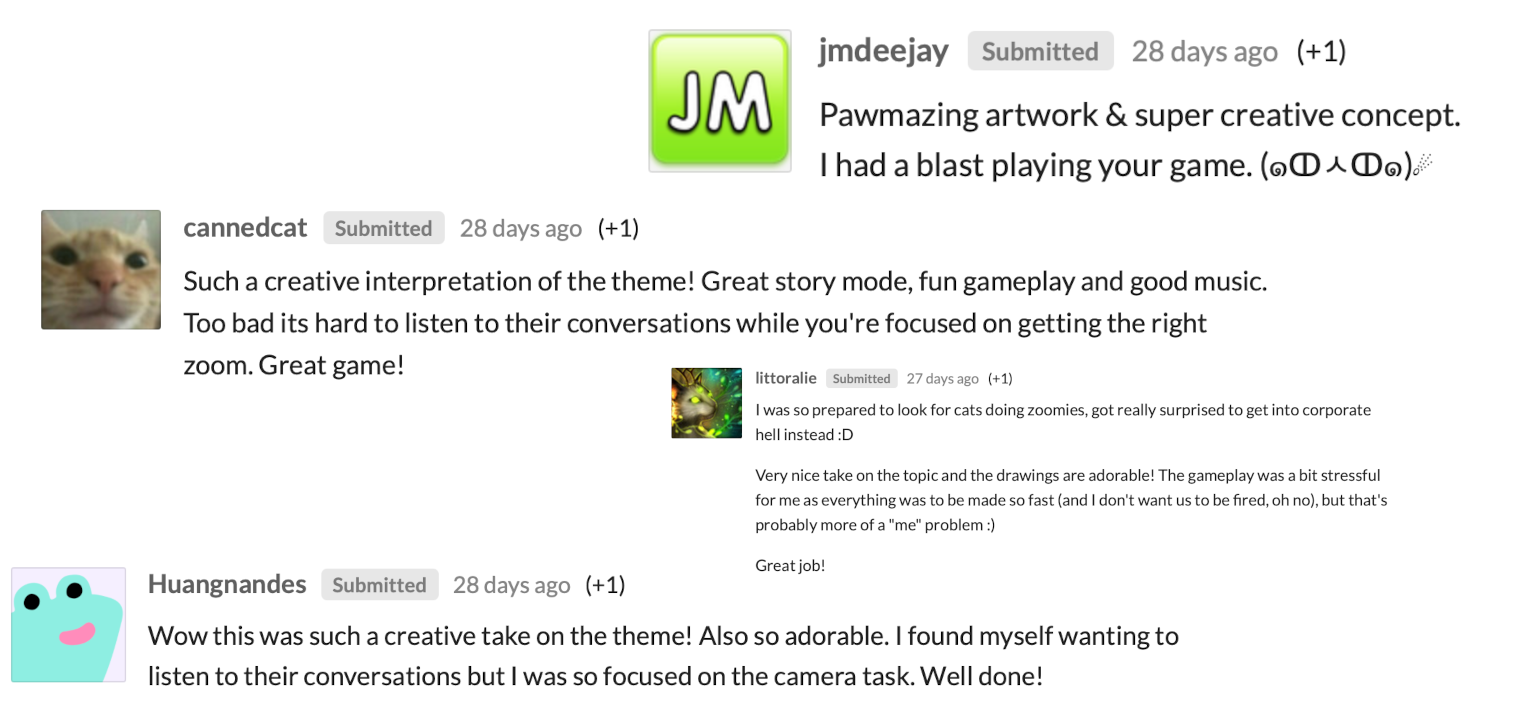 JM
jmdeejay Submitted 28 days ago (+1)
Pawmazing artwork & super creative concept.
I had a blast playing your game. (๑ↀᆺↀ๑)☄
cannedcat Submitted 28 days ago (+1)
Such a creative interpretation of the theme! Great story mode, fun gameplay and good music.
Too bad its hard to listen to their conversations while you're focused on getting the right
zoom. Great game!
littoralie Submitted 27 days ago (+1)
I was so prepared to look for cats doing zoomies, got really surprised to get into corporate
hell instead :D
Very nice take on the topic and the drawings are adorable! The gameplay was a bit stressful
for me as everything was to be made so fast (and I don't want us to be fired, oh no), but that's
probably more of a "me" problem :)
Great job!
Huangnandes Submitted 28 days ago (+1)
Wow this was such a creative take on the theme! Also so adorable. I found myself wanting to
listen to their conversations but I was so focused on the camera task. Well done!